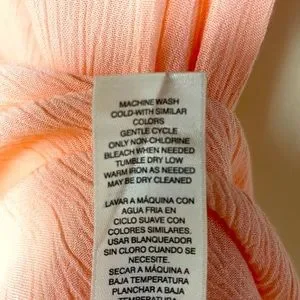 MACHINE WASH
COLD-WITH SIMILAR
COLORS
GENTLE CYCLE
ONLY NON-CHLORINE
BLEACH WHEN NEEDED
TUMBLE DRY LOW
WARM IRON AS NEEDED
MAY BE DRY CLEANED
LAVAR A MÁQUINA CON
AGUA FRIA EN
CICLO SUAVE CON
COLORES SIMILARES.
USAR BLANQUEADOR
SIN CLORO CUANDO SE
NECESITE.
SECAR A MÁQUINA A
BAJA TEMPERATURA
PLANCHAR A BAJA
TEMPERATURA